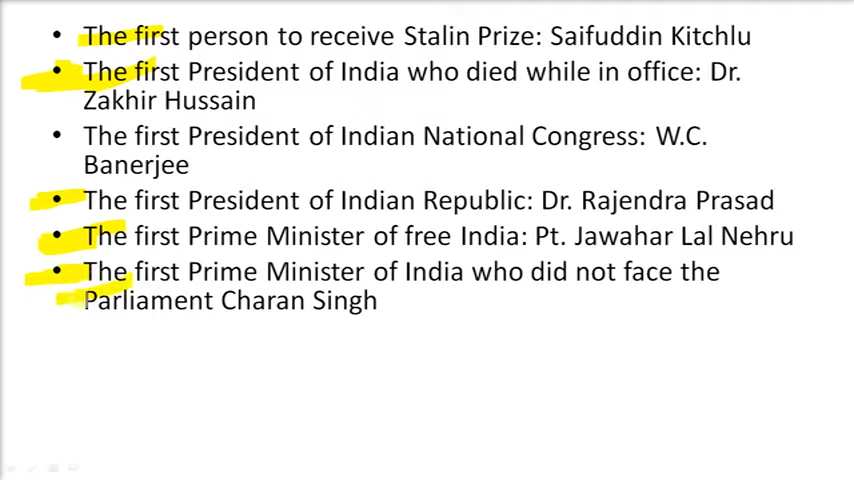 • The first person to receive Stalin Prize: Saifuddin Kitchlu
• The first President of India who died while in office: Dr.
Zakhir Hussain
• The first President of Indian National Congress: W.C.
Banerjee
• The first President of Indian Republic: Dr. Rajendra Prasad
• The first Prime Minister of free India: Pt. Jawahar Lal Nehru
• The first Prime Minister of India who did not face the
Parliament Charan Singh